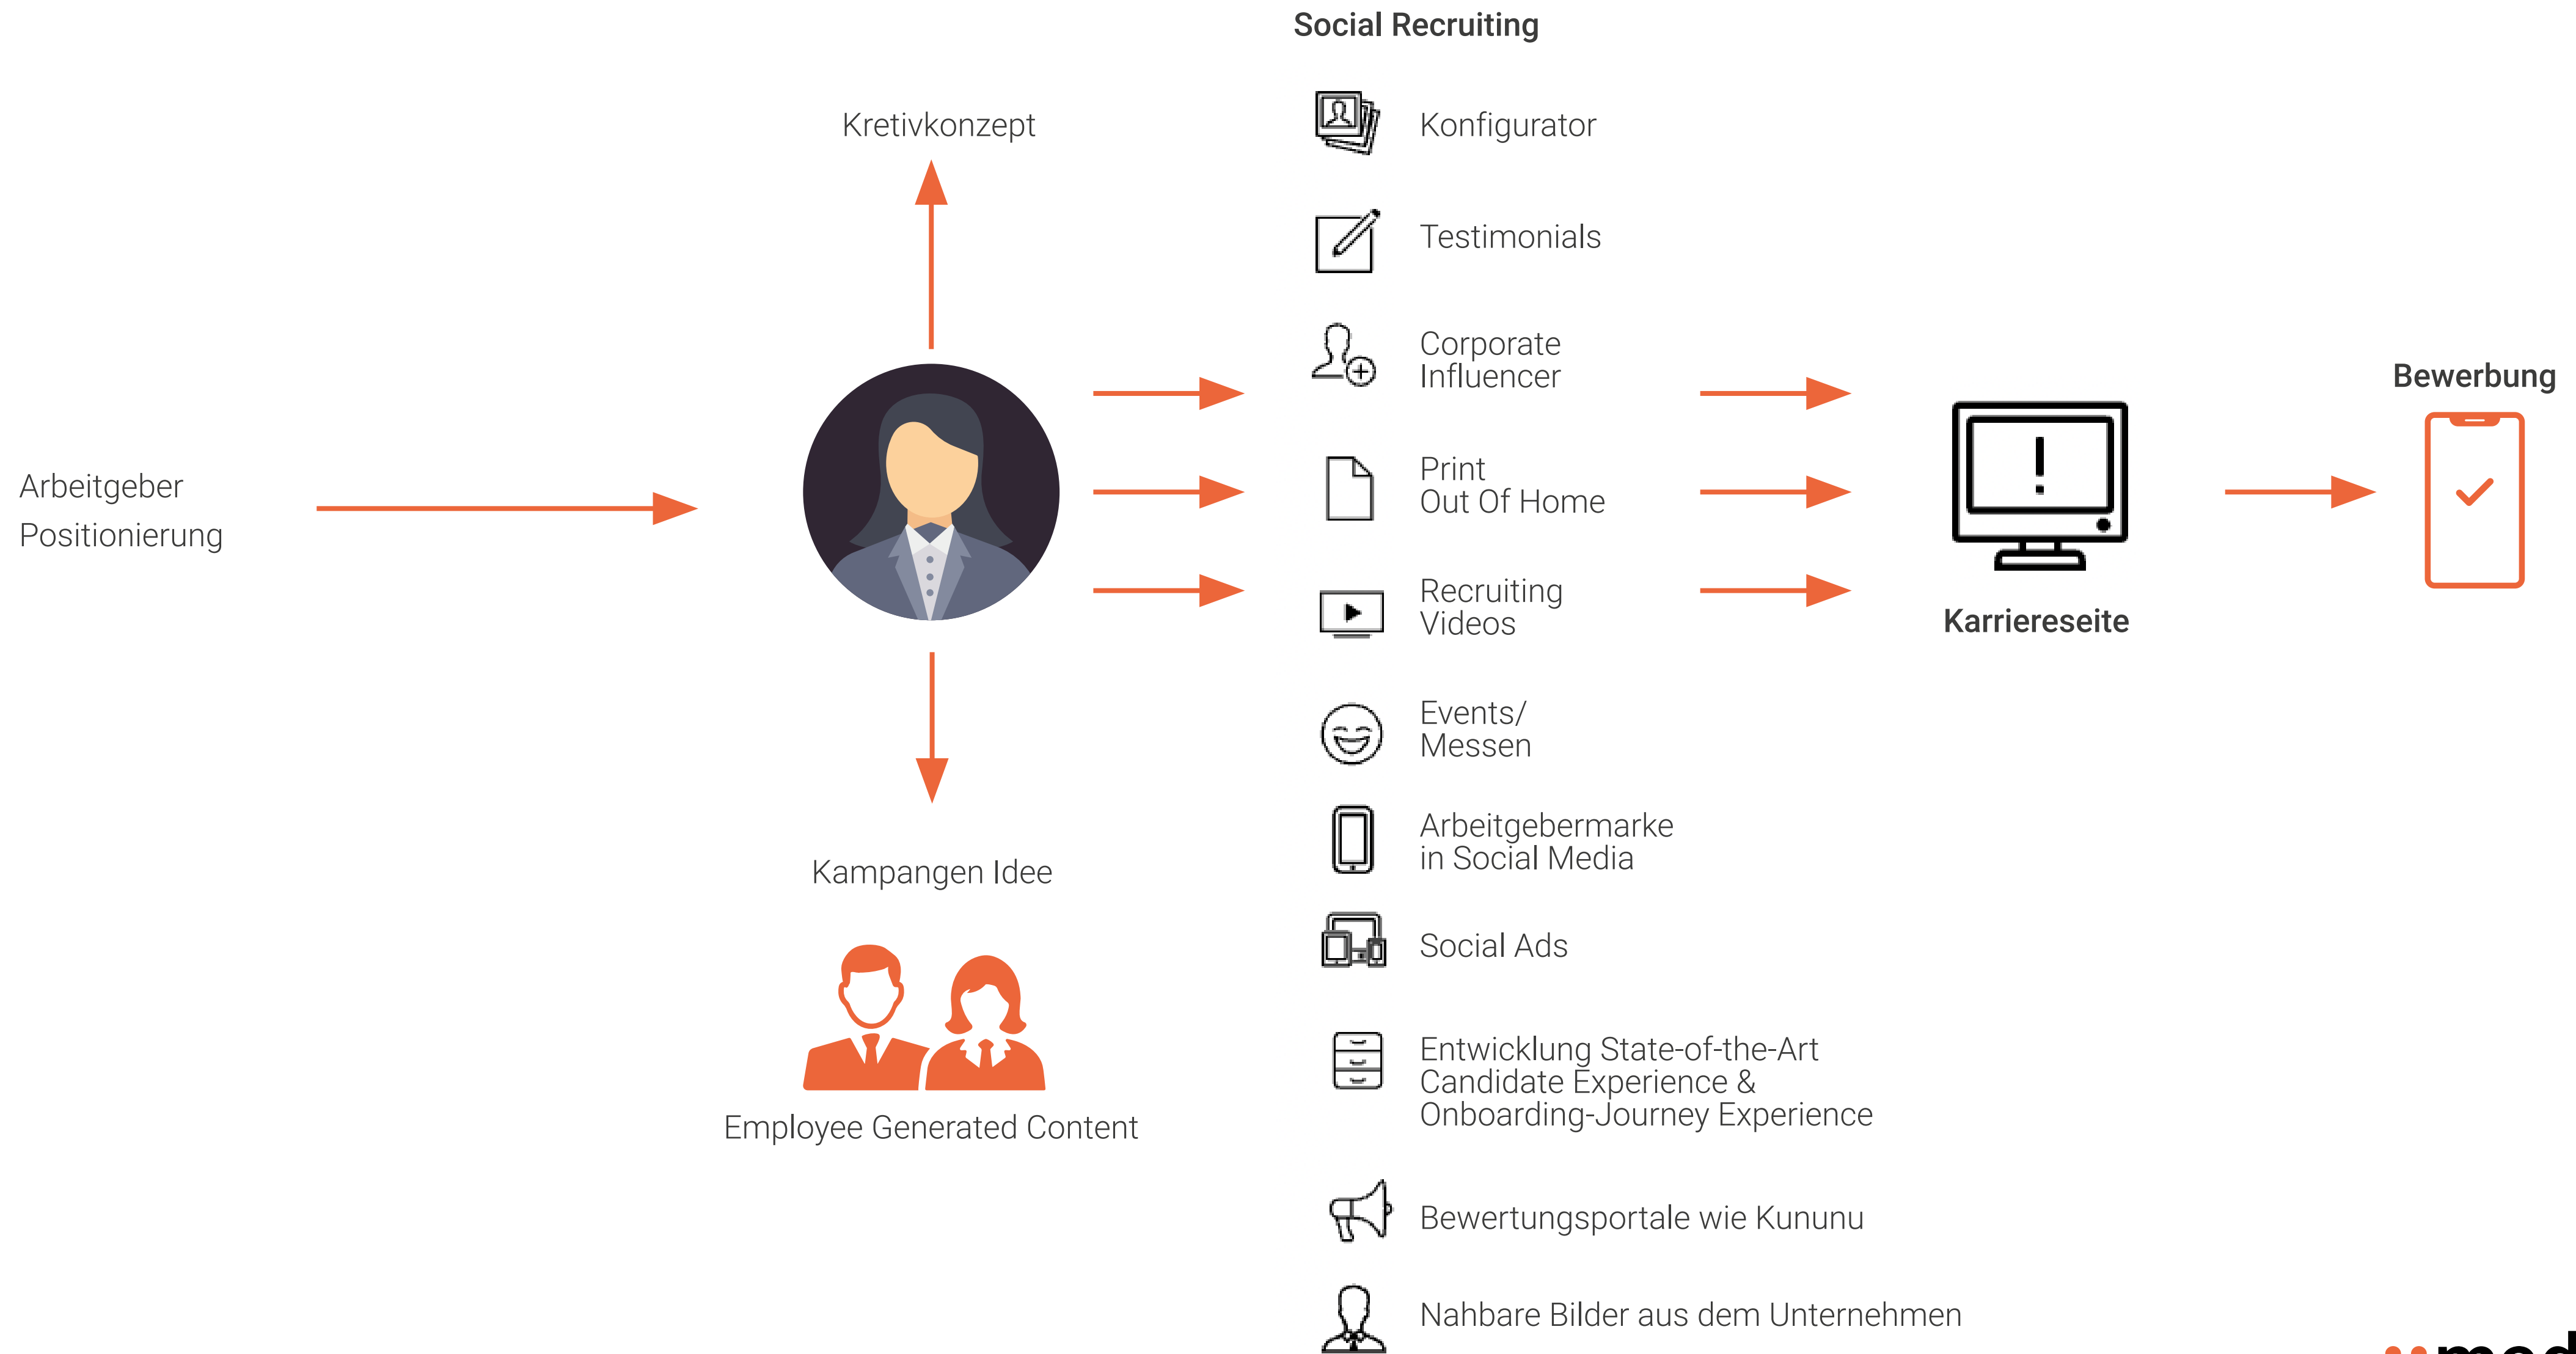 Social Recruiting
Kretivkonzept
Konfigurator
Testimonials
Corporate
Influencer
Bewerbung
Arbeitgeber
Positionierung
Print
Out Of Home
Recruiting
Videos
Karriereseite
Events/
Messen
Arbeitgebermarke
in Social Media
Kampangen Idee
Social Ads
Entwicklung State-of-the-Art
Candidate Experience &
Onboarding-Journey Experience
Employee Generated Content
Bewertungsportale wie Kununu
Nahbare Bilder aus dem Unternehmen